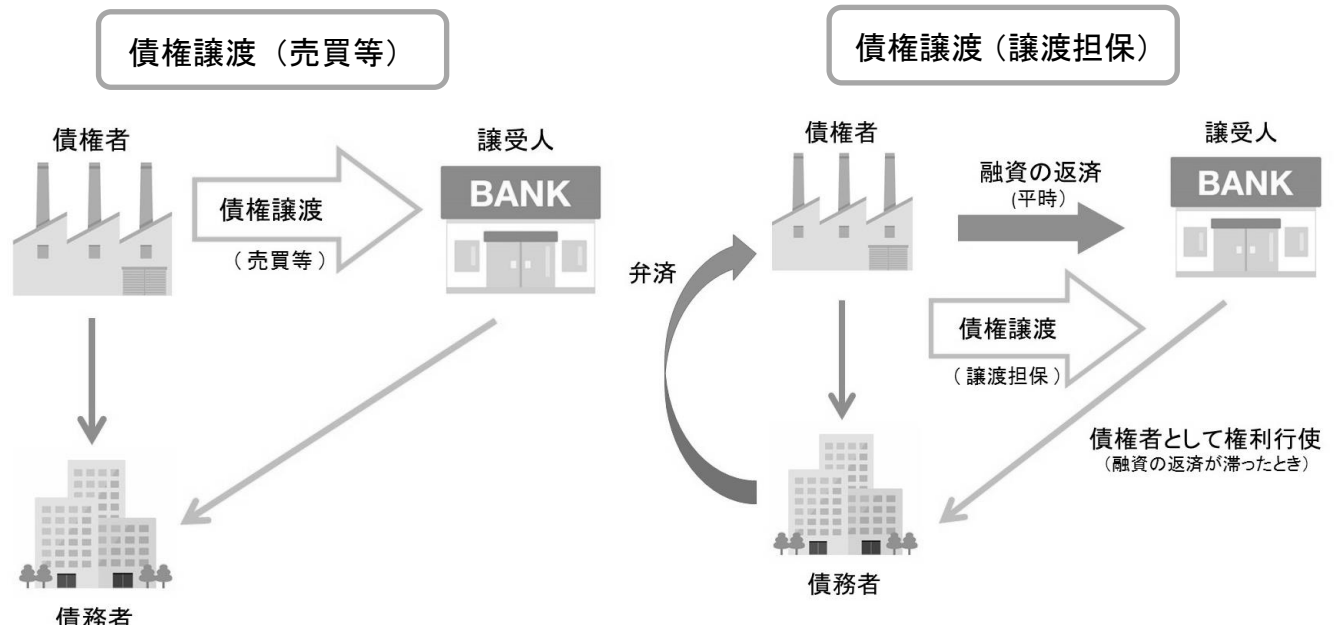 債権譲渡（売買等）
債権者
譲受人
BANK
債権譲渡
（売買等）
債務者
債権譲渡（譲渡担保）
債権者
譲受人
融資の返済
(平時）
BANK
弁済
債権譲渡
（譲渡担保）
債権者として権利行使
（融資の返済が滞ったとき）
債務者